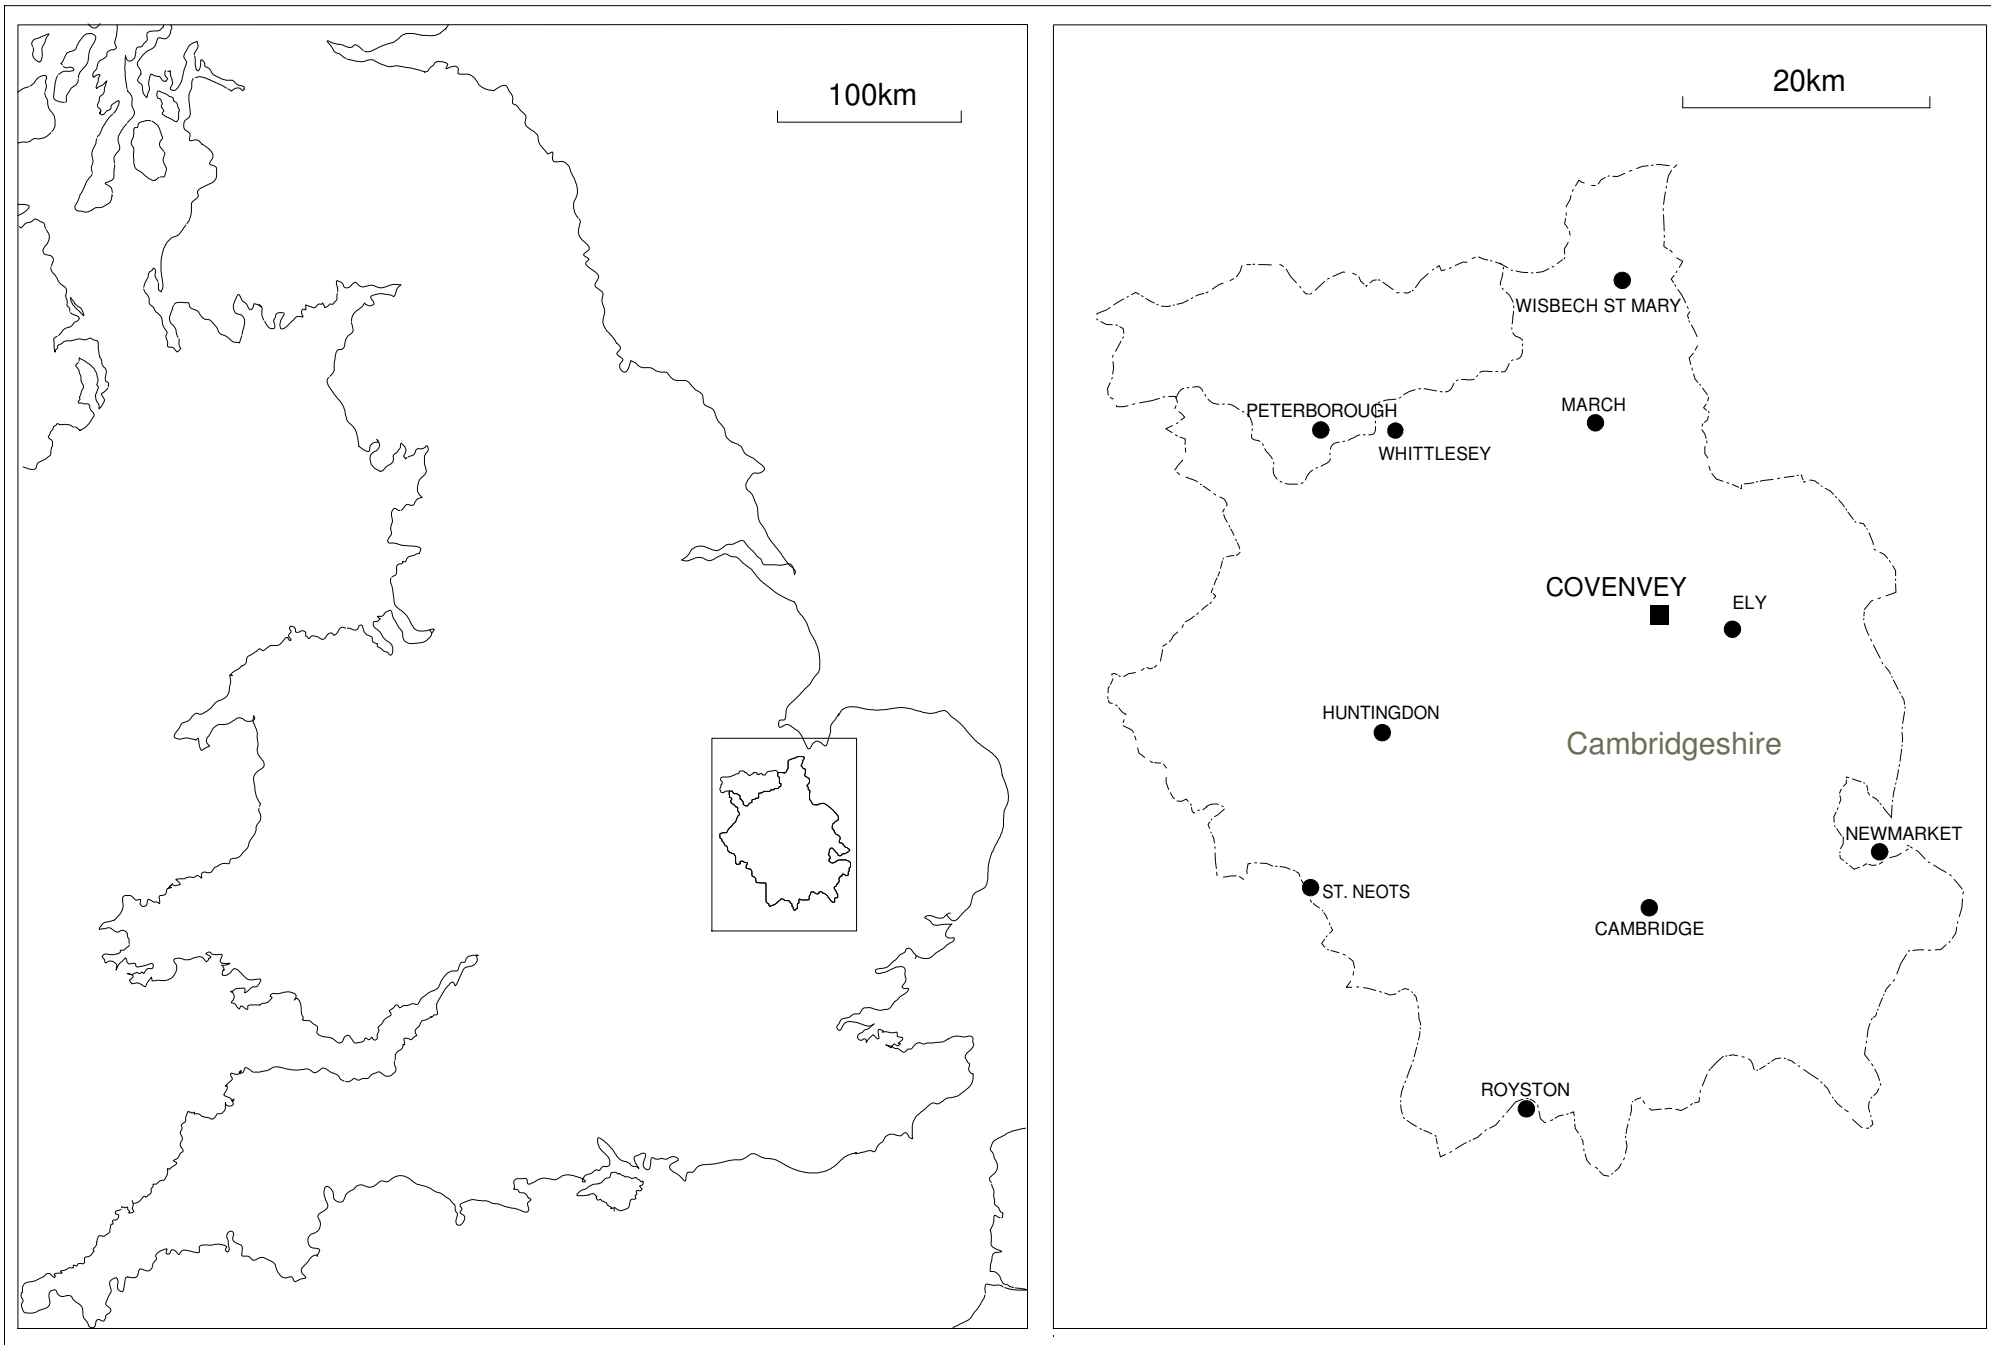 100km
20km
WISBECH ST MARY
MARCH
PETERBOROUGH
WHITTLESEY
COVENVEY
ELY
HUNTINGDON
Cambridgeshire
NEWMARKET
ST. NEOTS
CAMBRIDGE
ROYSTON